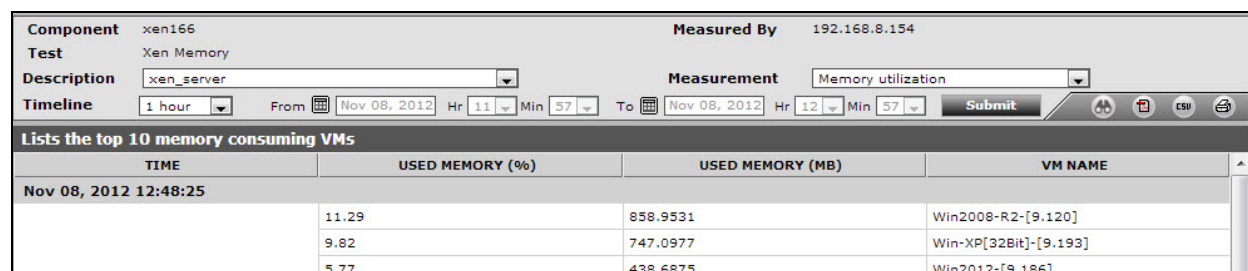 Component xen166 Measured By 192.168.8.154
Test Xen Memory
Description xen_server Measurement Memory utilization
Timeline 1 hour From Nov 08, 2012 Hr 11 Min 57 To Nov 08, 2012 Hr 12 Min 57 Submit CSV
Lists the top 10 memory consuming VMs
TIME USED MEMORY (%) USED MEMORY (MB) VM NAME
Nov 08, 2012 12:48:25
11.29 858.9531 Win2008-R2-[9.120]
9.82 747.0977 Win-XP[32Bit]-[9.193]
5.77 438.6875 Win2012-[9.186]